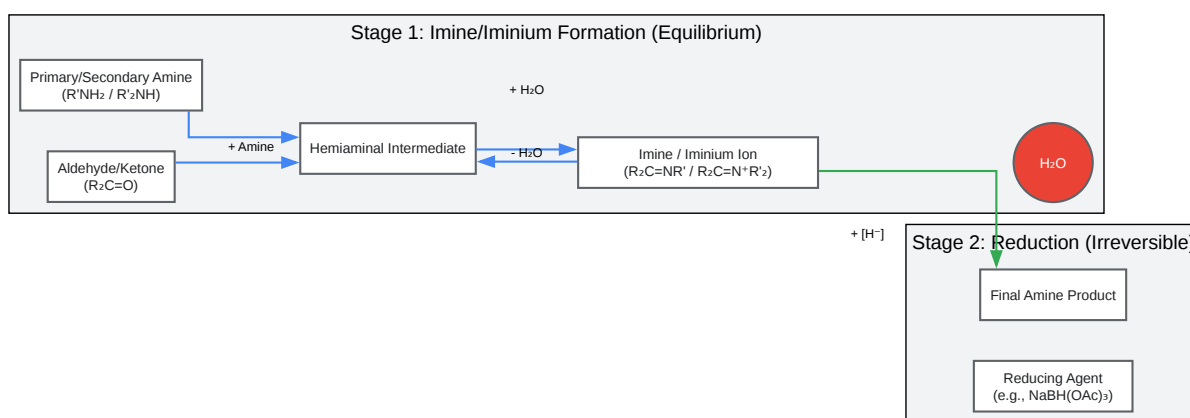 Stage 1: Imine/Iminium Formation (Equilibrium)
Primary/Secondary Amine
(R'NH₂ / R'₂NH)
+ H₂O
+ Amine
Hemiaminal Intermediate
- H₂O
Imine / Iminium Ion
(R₂C=NR' / R₂C=N⁺R'₂)
H₂O
Aldehyde/Ketone
(R₂C=O)
+ [H⁻]
Stage 2: Reduction (Irreversible)
Final Amine Product
Reducing Agent
(e.g., NaBH(OAc)₃)